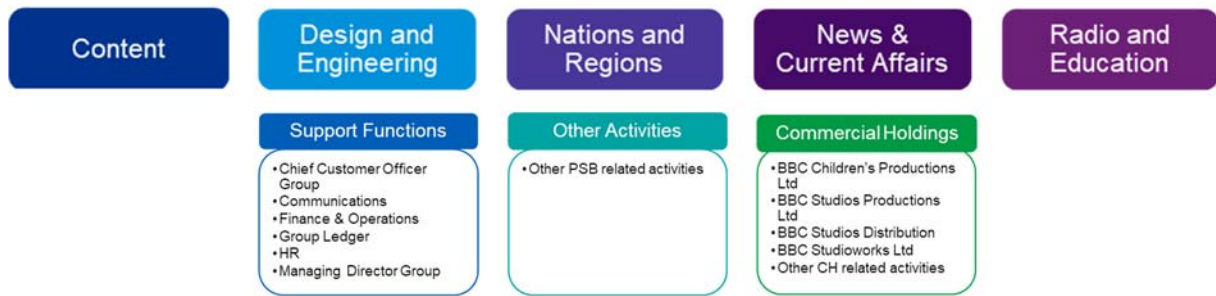 Content
Design and
Engineering
Nations and
Regions
News &
Current Affairs
Radio and
Education
Support Functions
•Chief Customer Officer
Group
•Communications
•Finance & Operations
•Group Ledger
•HR
•Managing Director Group
Other Activities
•Other PSB related activities
Commercial Holdings
•BBC Children's Productions
Ltd
•BBC Studios Productions
Ltd
•BBC Studios Distribution
•BBC Studioworks Ltd
•Other CH related activities